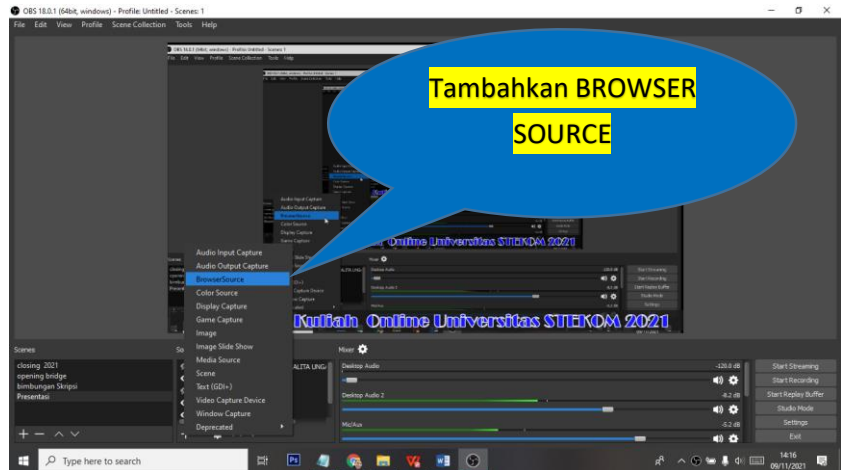 OBS 18.0.1 (64bit, windows) - Profile: Untitled - Scenes: 1
File Edit View Profile Scene Collection Tools Help
Tambahkan BROWSER
SOURCE
Audio Input Capture
Audio Output Capture
BrowserSource
Color Source
Display Capture
Game Capture
Image
Image Slide Show
Media Source
Scene
Text (GDI+)
Video Capture Device
Window Capture
Deprecated
Kuliah Online Universitas STEKOM 2021
Scenes
closing 2021
opening bridge
bimbungan Skripsi
Presentasi
Mixer
Desktop Audio
-120.0 dB
Desktop Audio 2
-8.2 dB
Mic/Aux
-5.2 dB
Start Streaming
Start Recording
Start Replay Buffer
Studio Mode
Settings
Exit
Type here to search
14:16
09/11/2021